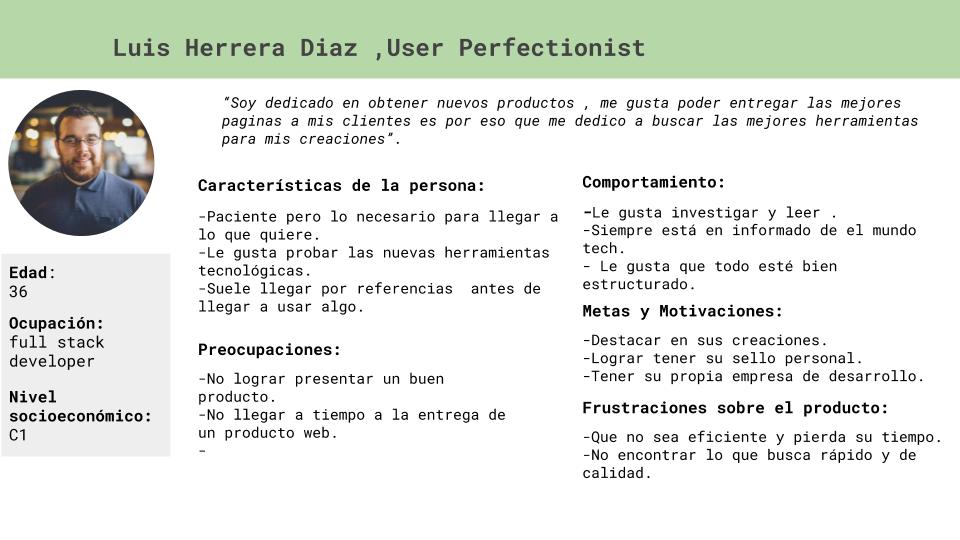 Luis Herrera Diaz ,User Perfectionist
“Soy dedicado en obtener nuevos productos , me gusta poder entregar las mejores
paginas a mis clientes es por eso que me dedico a buscar las mejores herramientas
para mis creaciones”.
Edad:
36
Ocupación:
full stack
developer
Nivel
socioeconómico:
C1
Características de la persona:
-Paciente pero lo necesario para llegar a
lo que quiere.
-Le gusta probar las nuevas herramientas
tecnológicas.
-Suele llegar por referencias  antes de
llegar a usar algo.
Preocupaciones:
-No lograr presentar un buen
producto.
-No llegar a tiempo a la entrega de
un producto web.
-
Comportamiento:
-Le gusta investigar y leer .
-Siempre está en informado de el mundo
tech.
- Le gusta que todo esté bien
estructurado.
Metas y Motivaciones:
-Destacar en sus creaciones.
-Lograr tener su sello personal.
-Tener su propia empresa de desarrollo.
Frustraciones sobre el producto:
-Que no sea eficiente y pierda su tiempo.
-No encontrar lo que busca rápido y de
calidad.